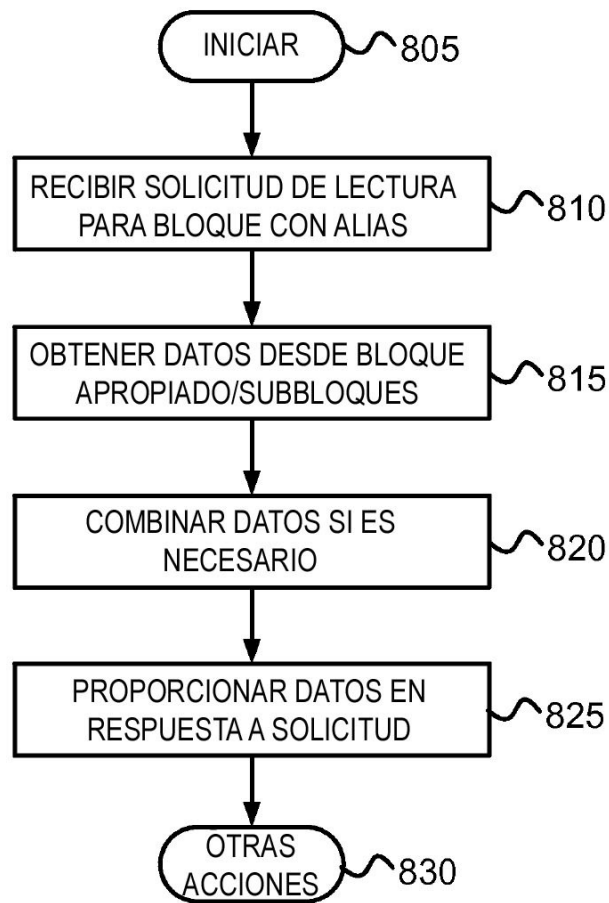 INICIAR
805
RECIBIR SOLICITUD DE LECTURA
PARA BLOQUE CON ALIAS
810
OBTENER DATOS DESDE BLOQUE
APROPIADO/SUBBLOQUES
815
COMBINAR DATOS SI ES
NECESARIO
820
PROPORCIONAR DATOS EN
RESPUESTA A SOLICITUD
825
OTRAS
ACCIONES
830